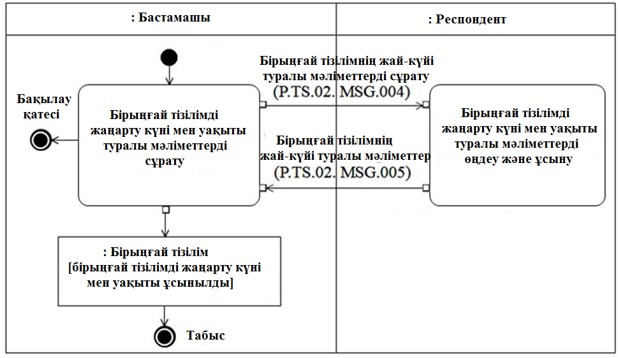 : Бастамашы
: Респондент
Бірыңғай тізілімнің жай-күйі
туралы мәліметтерді сұрату
(P.TS.02. MSG.004)
Бақылау
қатесі
Бірыңғай тізілімді
жаңарту күні мен уақыты
туралы мәліметтерді
сұрату
Бірыңғай тізілімді
жаңарту күні мен уақыты
туралы мәліметтерді
өңдеу және ұсыну
Бірыңғай тізілімнің
жай-күйі туралы мәліметтер
(P.TS.02. MSG.005)
: Бірыңғай тізілім
[бірыңғай тізілімді жаңарту күні
мен уақыты ұсынылды]
Табыс